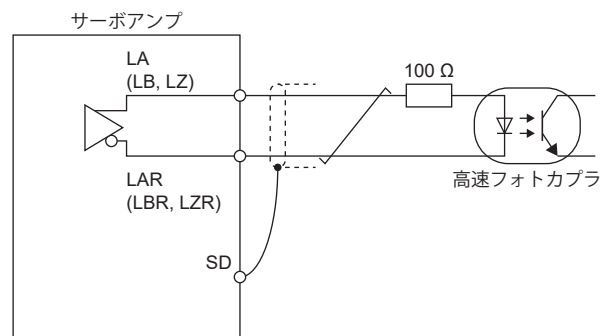 サーボアンプ
LA
(LB, LZ)
100 Ω
高速フォトカプラ
LAR
(LBR, LZR)
SD